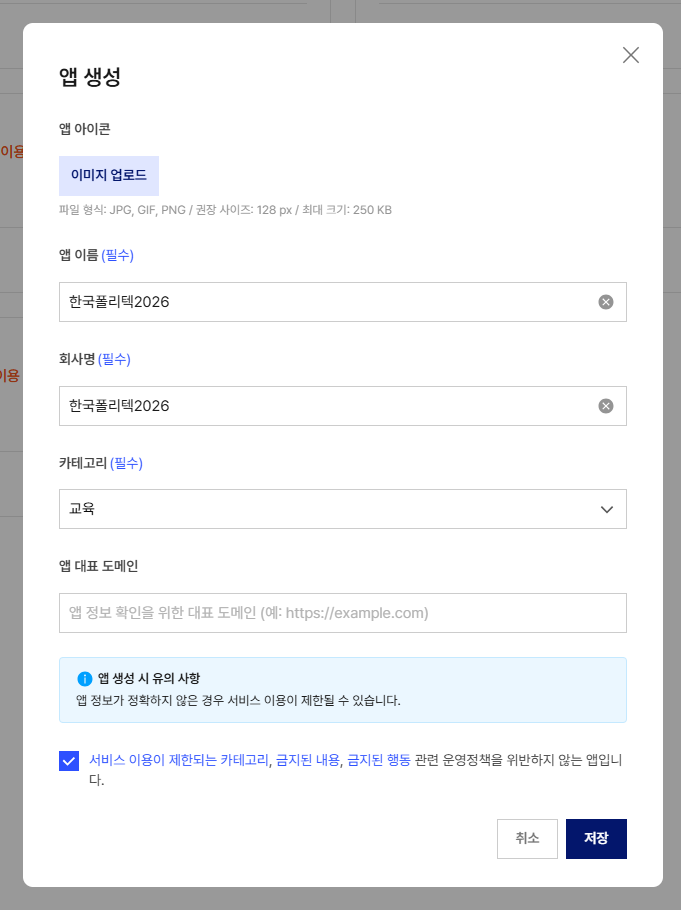 앱 생성
앱 아이콘
이미지 업로드
파일 형식: JPG, GIF, PNG / 권장 사이즈: 128 px / 최대 크기: 250 KB
앱 이름 (필수)
한국폴리텍2026
회사명 (필수)
한국폴리텍2026
카테고리 (필수)
교육
앱 대표 도메인
앱 정보 확인을 위한 대표 도메인 (예: https://example.com)
앱 생성 시 유의 사항
앱 정보가 정확하지 않은 경우 서비스 이용이 제한될 수 있습니다.
서비스 이용이 제한되는 카테고리, 금지된 내용, 금지된 행동 관련 운영정책을 위반하지 않는 앱입니
다.
취소
저장
이용
이용